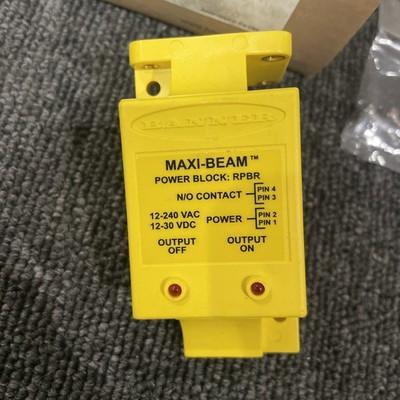 BANNER
MAXI-BEAM™
POWER BLOCK: RPBR
N/O CONTACT PIN 4
PIN 3
12-240 VAC POWER PIN 2
12-30 VDC PIN 1
OUTPUT OFF OUTPUT ON